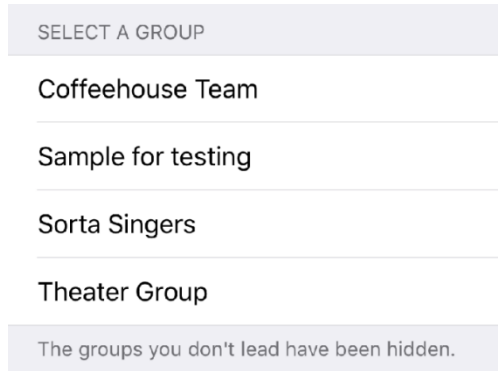 SELECT A GROUP
Coffeehouse Team
Sample for testing
Sorta Singers
Theater Group
The groups you don't lead have been hidden.